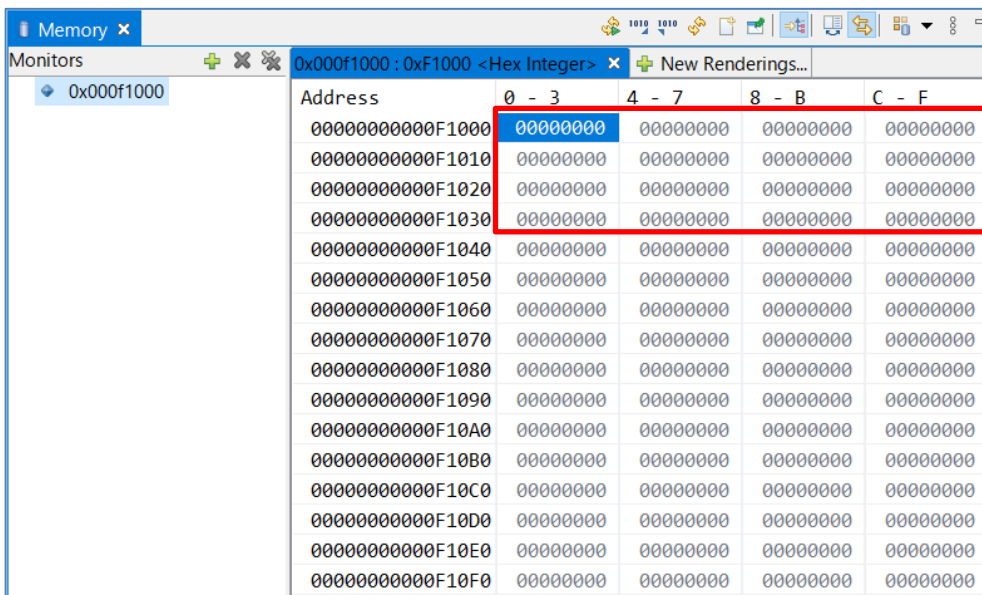 Memory
1010 1010
Monitors
0x000f1000 : 0xF1000 <Hex Integer> New Renderings...
0x000f1000
Address 0 - 3 4 - 7 8 - B C - F
00000000000F1000 00000000 00000000 00000000 00000000
00000000000F1010 00000000 00000000 00000000 00000000
00000000000F1020 00000000 00000000 00000000 00000000
00000000000F1030 00000000 00000000 00000000 00000000
00000000000F1040 00000000 00000000 00000000 00000000
00000000000F1050 00000000 00000000 00000000 00000000
00000000000F1060 00000000 00000000 00000000 00000000
00000000000F1070 00000000 00000000 00000000 00000000
00000000000F1080 00000000 00000000 00000000 00000000
00000000000F1090 00000000 00000000 00000000 00000000
00000000000F10A0 00000000 00000000 00000000 00000000
00000000000F10B0 00000000 00000000 00000000 00000000
00000000000F10C0 00000000 00000000 00000000 00000000
00000000000F10D0 00000000 00000000 00000000 00000000
00000000000F10E0 00000000 00000000 00000000 00000000
00000000000F10F0 00000000 00000000 00000000 00000000